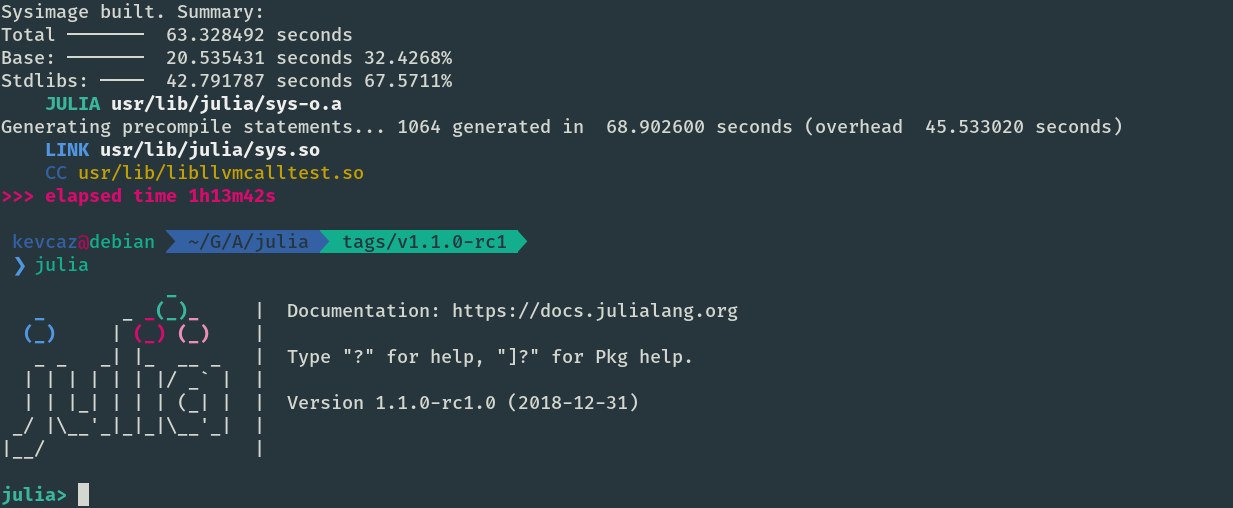 Sysimage built. Summary:
Total ───────  63.328492 seconds
Base: ───────  20.535431 seconds 32.4268%
Stdlibs: ────  42.791787 seconds 67.5711%
    JULIA usr/lib/julia/sys-o.a
Generating precompile statements... 1064 generated in  68.902600 seconds (overhead  45.533020 seconds)
    LINK usr/lib/julia/sys.so
    CC usr/lib/libllvmcalltest.so
>>> elapsed time 1h13m42s
kevcaz@debian ~/G/A/julia tags/v1.1.0-rc1
❯ julia
               _
   _       _ _(_)_     |  Documentation: https://docs.julialang.org
  (_)     | (_) (_)    |
   _ _   _| |_  __ _   |  Type "?" for help, "]?" for Pkg help.
  | | | | | | |/ _` |  |
  | | |_| | | | (_| |  |  Version 1.1.0-rc1.0 (2018-12-31)
 _/ |\__'_|_|_|\__'_|  |
|__/                   |
julia>